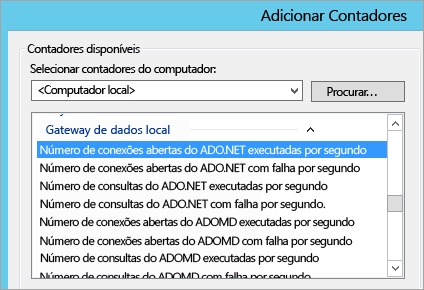 Adicionar Contadores
Contadores disponíveis
Selecionar contadores do computador:
<Computador local>
Procurar...
Gateway de dados local
Número de conexões abertas do ADO.NET executadas por segundo
Número de conexões abertas do ADO.NET com falha por segundo
Número de consultas do ADO.NET executadas por segundo
Número de consultas do ADO.NET com falha por segundo.
Número de conexões abertas do ADOMD executadas por segundo
Número de conexões abertas do ADOMD com falha por segundo
Número de consultas do ADOMD executadas por segundo
Número de consultas do ADOMD com falha por segundo